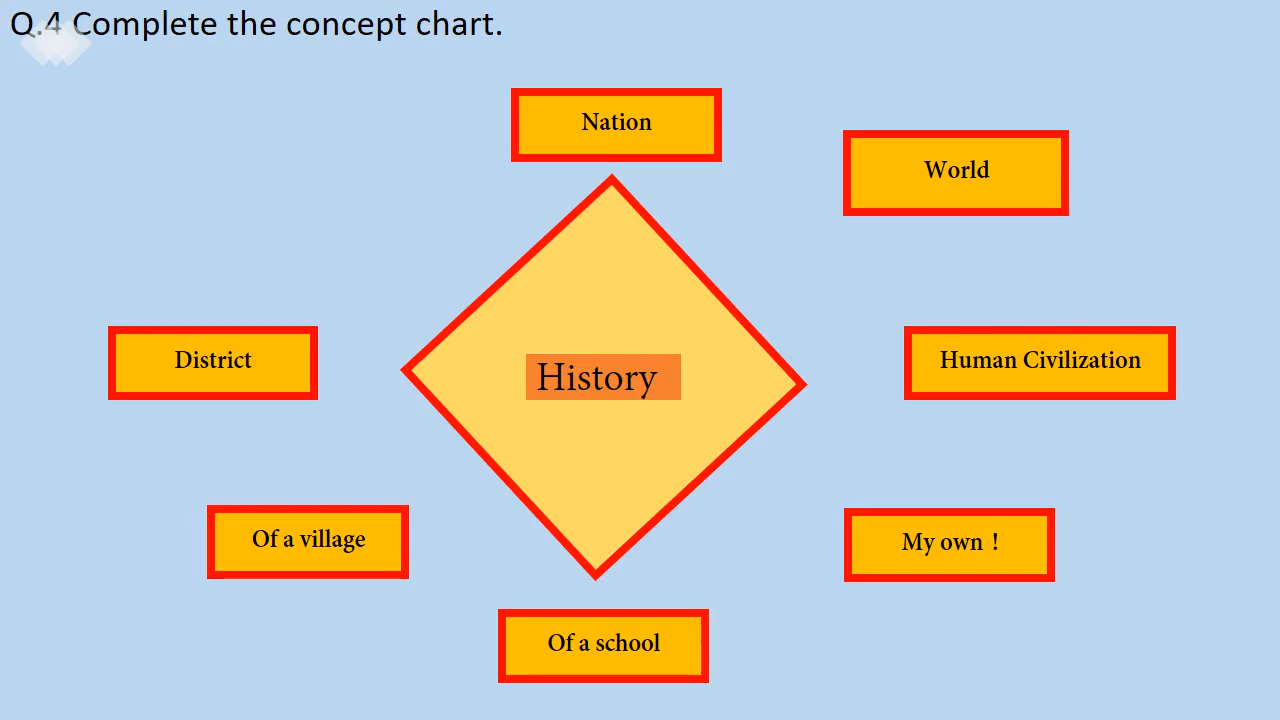 Q.4 Complete the concept chart.
Nation
World
District
History
Human Civilization
Of a village
My own !
Of a school